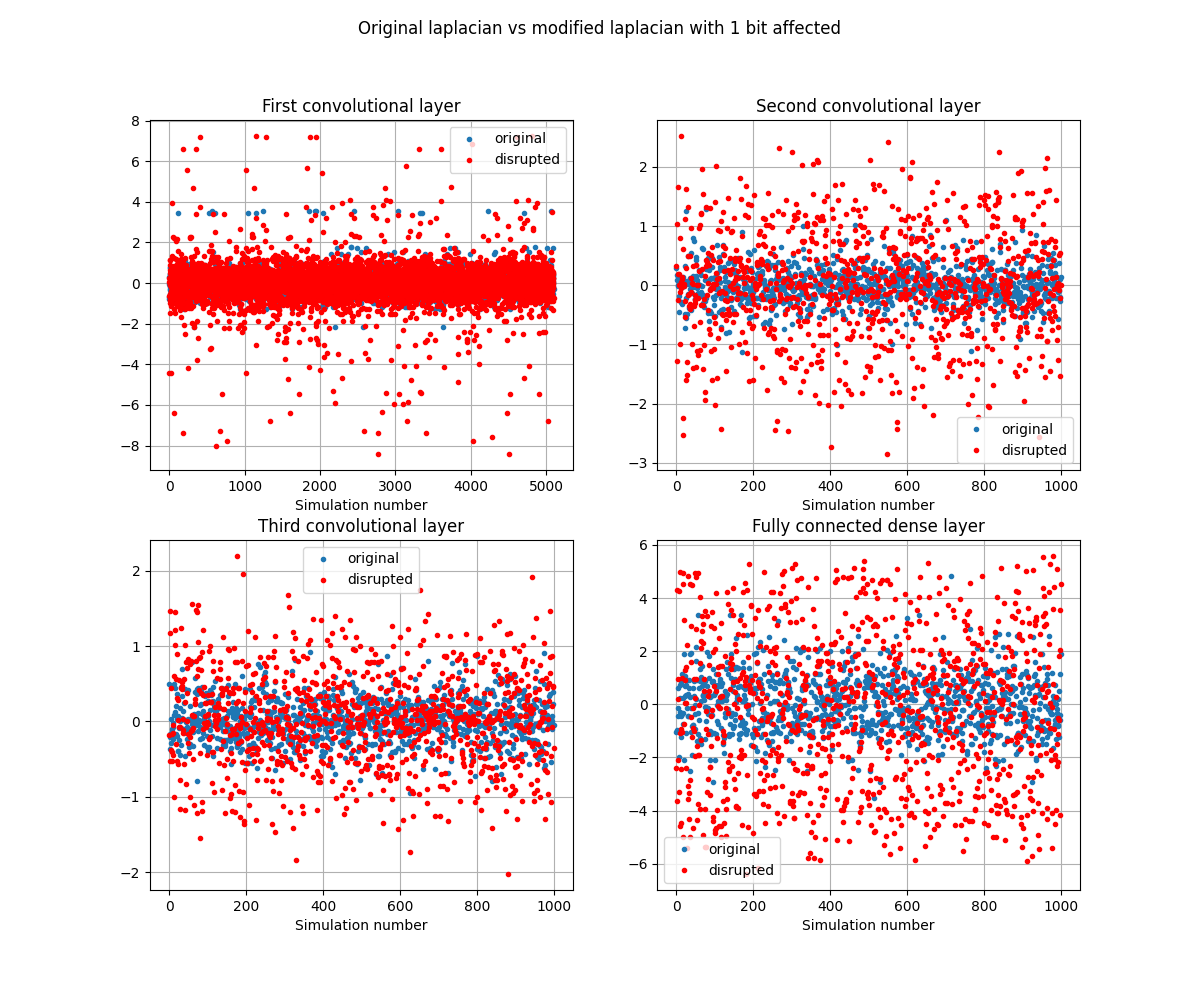 Original laplacian vs modified laplacian with 1 bit affected
First convolutional layer
8
6
4
2
0
−2
−4
−6
−8
original
disrupted
0 1000 2000 3000 4000 5000
Simulation number
Second convolutional layer
2
1
0
−1
−2
−3
original
disrupted
0 200 400 600 800 1000
Simulation number
Third convolutional layer
2
1
0
−1
−2
original
disrupted
0 200 400 600 800 1000
Simulation number
Fully connected dense layer
6
4
2
0
−2
−4
−6
original
disrupted
0 200 400 600 800 1000
Simulation number